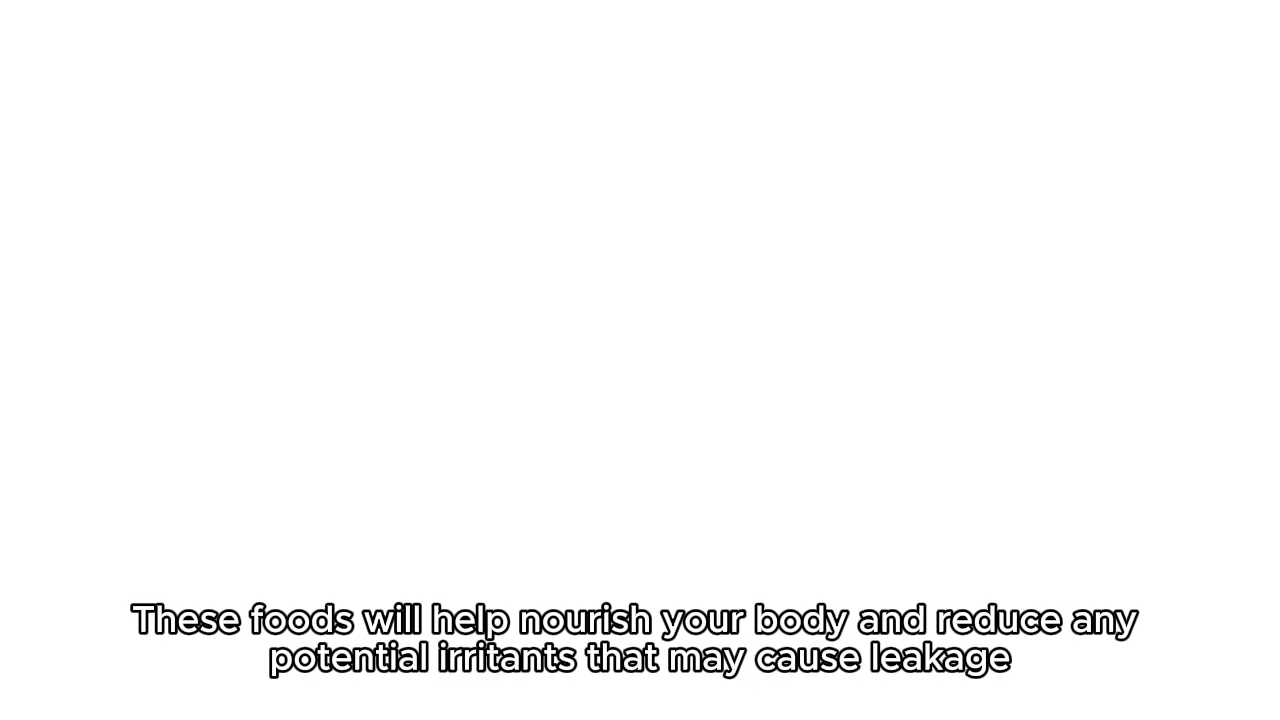 These foods will help nourish your body and reduce any
potential irritants that may cause leakage